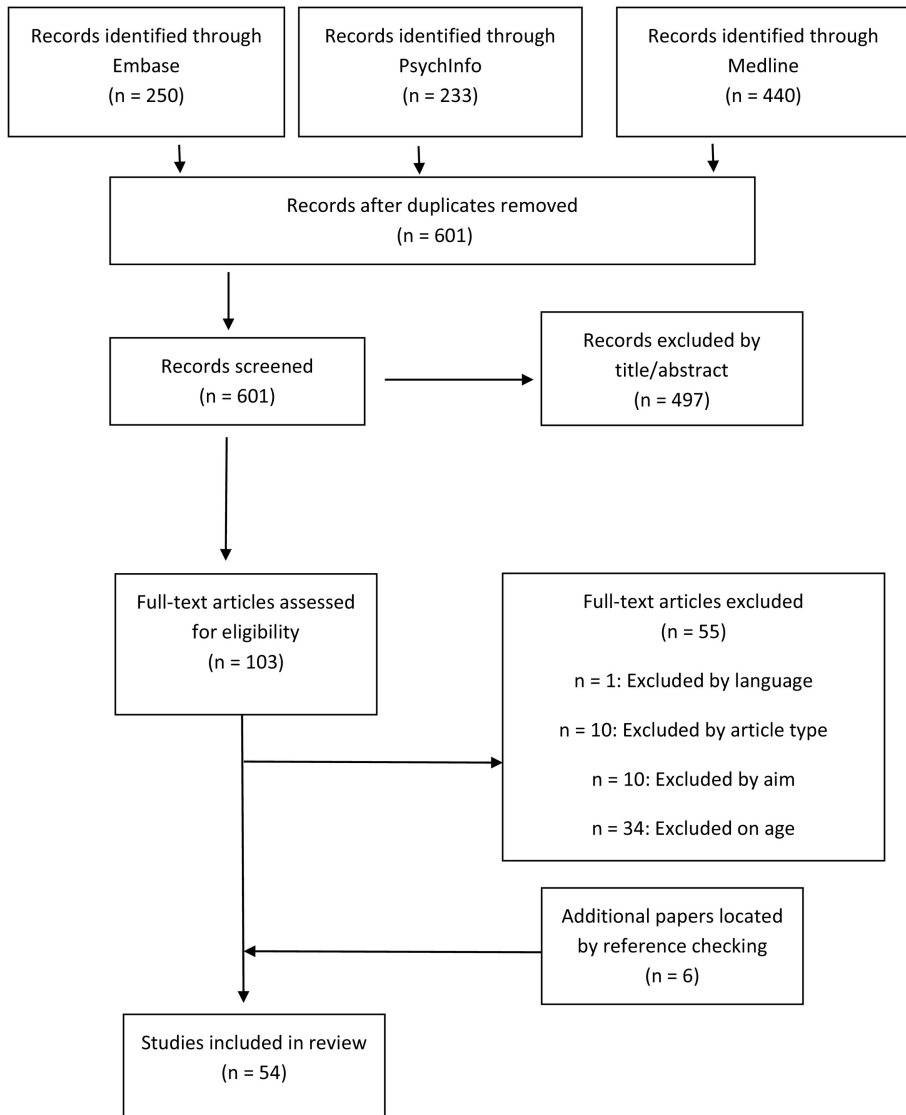 Records identified through
Embase
(n = 250)
Records identified through
PsychInfo
(n = 233)
Records identified through
Medline
(n = 440)
Records after duplicates removed
(n = 601)
Records screened
(n = 601)
Records excluded by
title/abstract
(n = 497)
Full-text articles assessed
for eligibility
(n = 103)
Full-text articles excluded
(n = 55)
n = 1: Excluded by language
n = 10: Excluded by article type
n = 10: Excluded by aim
n = 34: Excluded on age
Additional papers located
by reference checking
(n = 6)
Studies included in review
(n = 54)